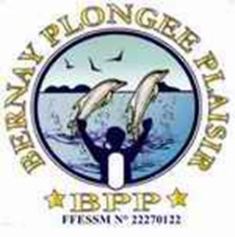 BERNAY PLONGEE PLAISIR
BPP
FFESSM N° 22270122